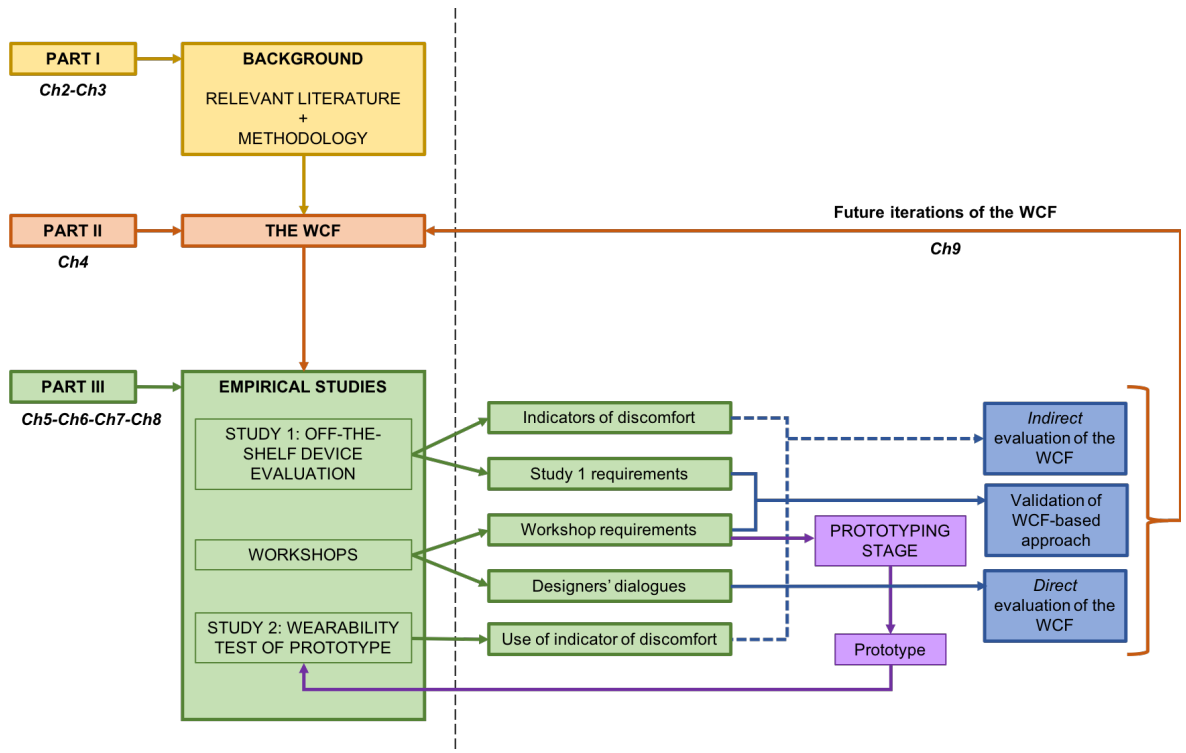 PART I
Ch2-Ch3
BACKGROUND
RELEVANT LITERATURE
+
METHODOLOGY
PART II
Ch4
THE WCF
Future iterations of the WCF
Ch9
PART III
Ch5-Ch6-Ch7-Ch8
EMPIRICAL STUDIES
STUDY 1: OFF-THE-
SHELF DEVICE
EVALUATION
WORKSHOPS
STUDY 2: WEARABILITY
TEST OF PROTOTYPE
Indicators of discomfort
Study 1 requirements
Workshop requirements
Designers’ dialogues
Use of indicator of discomfort
PROTOTYPING
STAGE
Prototype
Indirect
evaluation of the
WCF
Validation of
WCF-based
approach
Direct
evaluation of the
WCF